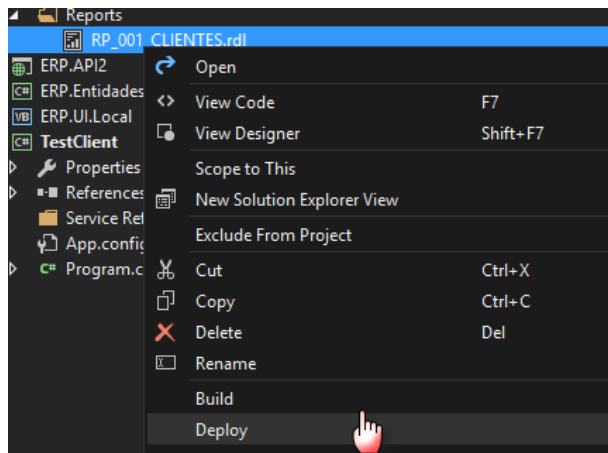 Reports
RP_001_CLIENTES.rdl
ERP.API2
ERP.Entidades
ERP.UI.Local
TestClient
Properties
References
Service Ref
App.config
Program.c
Open
View Code F7
View Designer Shift+F7
Scope to This
New Solution Explorer View
Exclude From Project
Cut Ctrl+X
Copy Ctrl+C
Delete Del
Rename
Build
Deploy